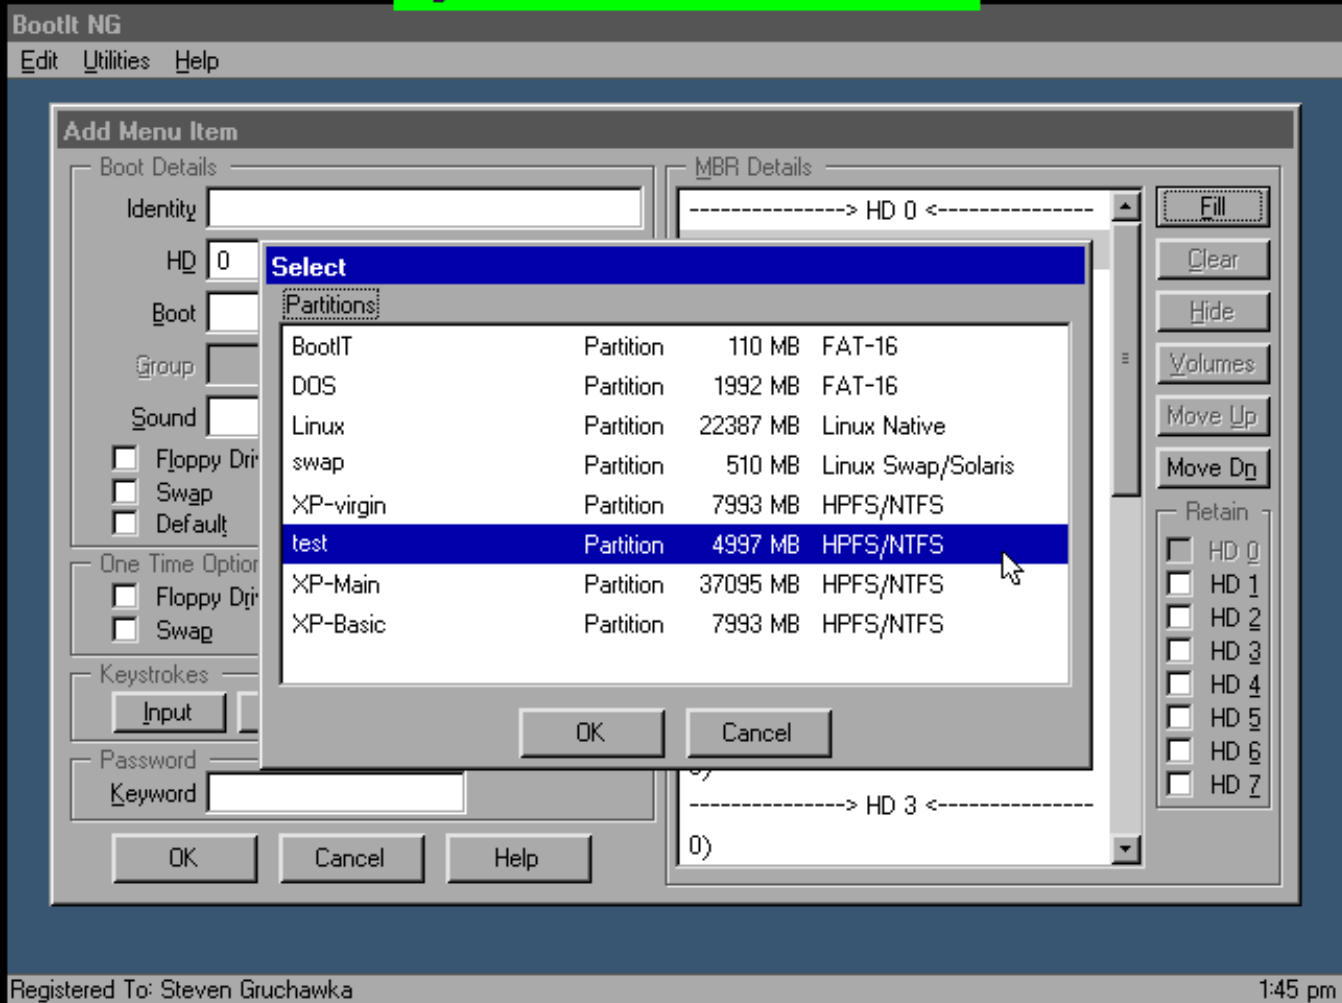 BootIt NG
Edit Utilities Help
Add Menu Item
Boot Details
Identity
HD 0
Boot
Group
Sound
Floppy Dri
Swap
Default
One Time Option
Floppy Dri
Swap
Keystrokes
Input
Password
Keyword
OK Cancel Help
MBR Details
---------------> HD 0 <---------------
Select
Partitions
BootIT Partition 110 MB FAT-16
DOS Partition 1992 MB FAT-16
Linux Partition 22387 MB Linux Native
swap Partition 510 MB Linux Swap/Solaris
XP-virgin Partition 7993 MB HPFS/NTFS
test Partition 4997 MB HPFS/NTFS
XP-Main Partition 37095 MB HPFS/NTFS
XP-Basic Partition 7993 MB HPFS/NTFS
OK Cancel
---------------> HD 3 <---------------
0)
Fill
Clear
Hide
Volumes
Move Up
Move Dn
Retain
HD 0
HD 1
HD 2
HD 3
HD 4
HD 5
HD 6
HD 7
Registered To: Steven Gruchawka 1:45 pm